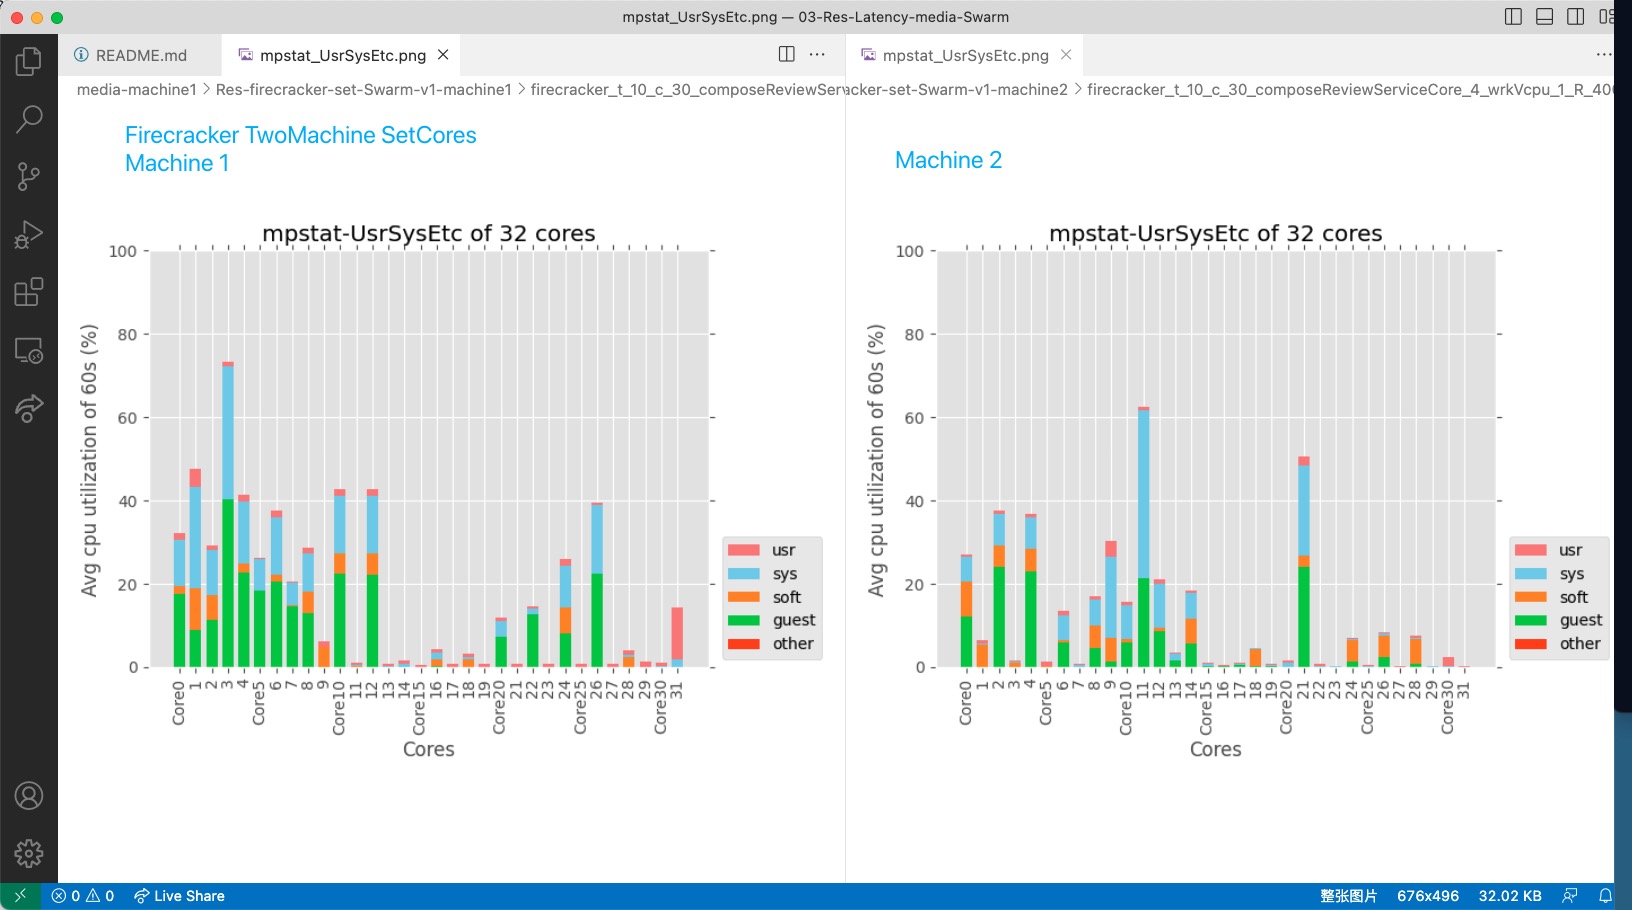 mpstat_UsrSysEtc.png — 03-Res-Latency-media-Swarm
README.md
mpstat_UsrSysEtc.png
mpstat_UsrSysEtc.png
media-machine1 > Res-firecracker-set-Swarm-v1-machine1 > firecracker_t_10_c_30_composeReviewSer
acker-set-Swarm-v1-machine2 > firecracker_t_10_c_30_composeReviewServiceCore_4_wrkVcpu_1_R_400
Firecracker TwoMachine SetCores
Machine 1
mpstat-UsrSysEtc of 32 cores
Avg cpu utilization of 60s (%)
100
80
60
40
20
0
Core0 1 2 3 4 Core5 6 7 8 9 Core10 11 12 13 14 Core15 16 17 18 19 Core20 21 22 23 24 Core25 26 27 28 29 Core30 31
Cores
usr
sys
soft
guest
other
Machine 2
mpstat-UsrSysEtc of 32 cores
Avg cpu utilization of 60s (%)
100
80
60
40
20
0
Core0 1 2 3 4 Core5 6 7 8 9 Core10 11 12 13 14 Core15 16 17 18 19 Core20 21 22 23 24 Core25 26 27 28 29 Core30 31
Cores
usr
sys
soft
guest
other
0 0 Live Share
整张图片 676x496 32.02 KB